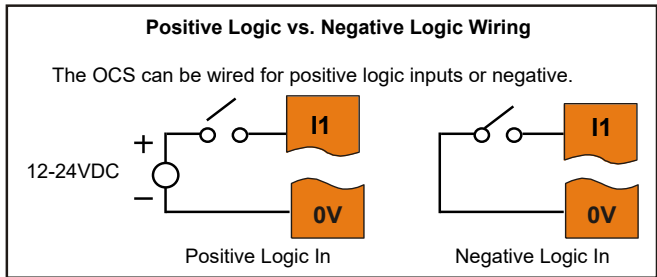 Positive Logic vs. Negative Logic Wiring
The OCS can be wired for positive logic inputs or negative.
I1
I1
+
12-24VDC
–
0V
0V
Positive Logic In
Negative Logic In